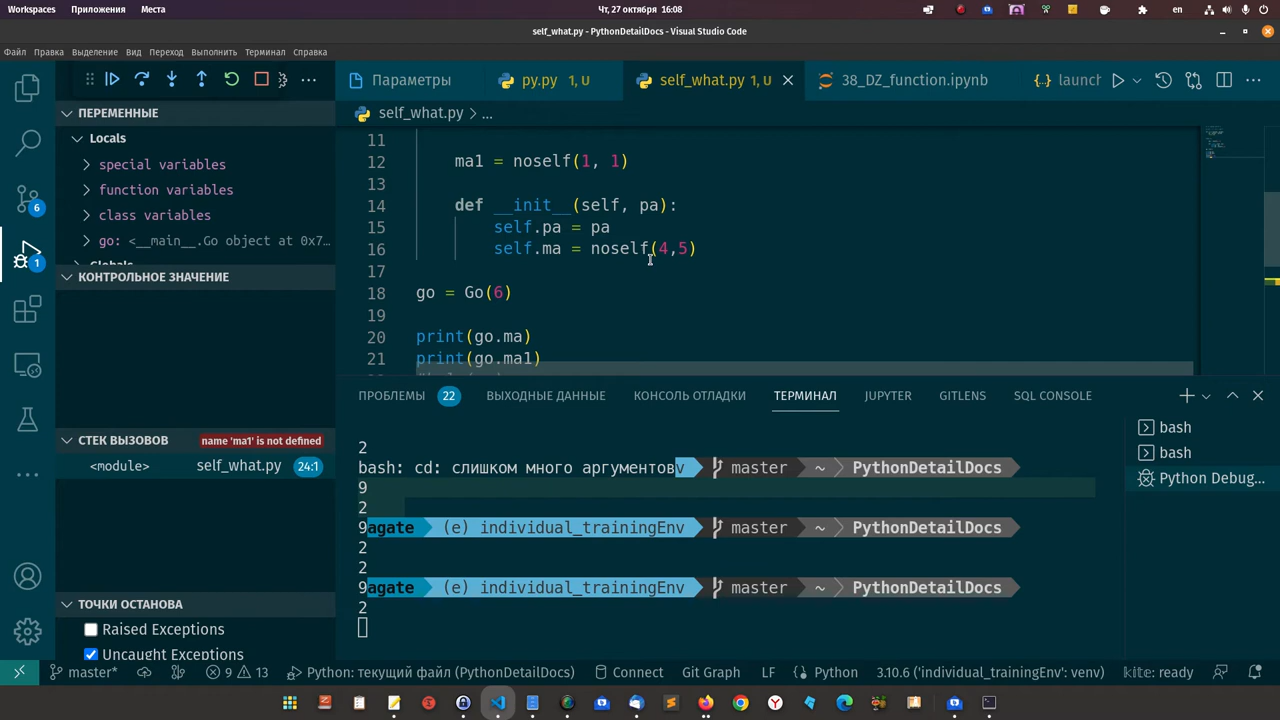 Workspaces Приложения Места Чт, 27 октября 16:08 en
self_what.py - PythonDetailDocs - Visual Studio Code
Файл Правка Выделение Вид Переход Выполнить Терминал Справка
Параметры py.py 1, U self_what.py 1, U 38_DZ_function.ipynb launch
self_what.py > ...
ПЕРЕМЕННЫЕ
Locals
special variables
function variables
class variables
go: <__main__.Go object at 0x7...
КОНТРОЛЬНОЕ ЗНАЧЕНИЕ
СТЕК ВЫЗОВОВ name 'ma1' is not defined
<module> self_what.py 24:1
ТОЧКИ ОСТАНОВА
Raised Exceptions
Uncaught Exceptions
6
1
11
12 ma1 = noself(1, 1)
13
14 def __init__(self, pa):
15 self.pa = pa
16 self.ma = noself(4,5)
17
18 go = Go(6)
19
20 print(go.ma)
21 print(go.ma1)
ПРОБЛЕМЫ 22 ВЫХОДНЫЕ ДАННЫЕ КОНСОЛЬ ОТЛАДКИ ТЕРМИНАЛ JUPYTER GITLENS SQL CONSOLE
2
bash: cd: слишком много аргументовv master ~ PythonDetailDocs
9
2
9agate (e) individual_trainingEnv master ~ PythonDetailDocs
2
9agate (e) individual_trainingEnv master ~ PythonDetailDocs
2
bash
bash
Python Debug...
master* 9 13 Python: текущий файл (PythonDetailDocs) Connect Git Graph LF Python 3.10.6 ('individual_trainingEnv': venv) kite: ready